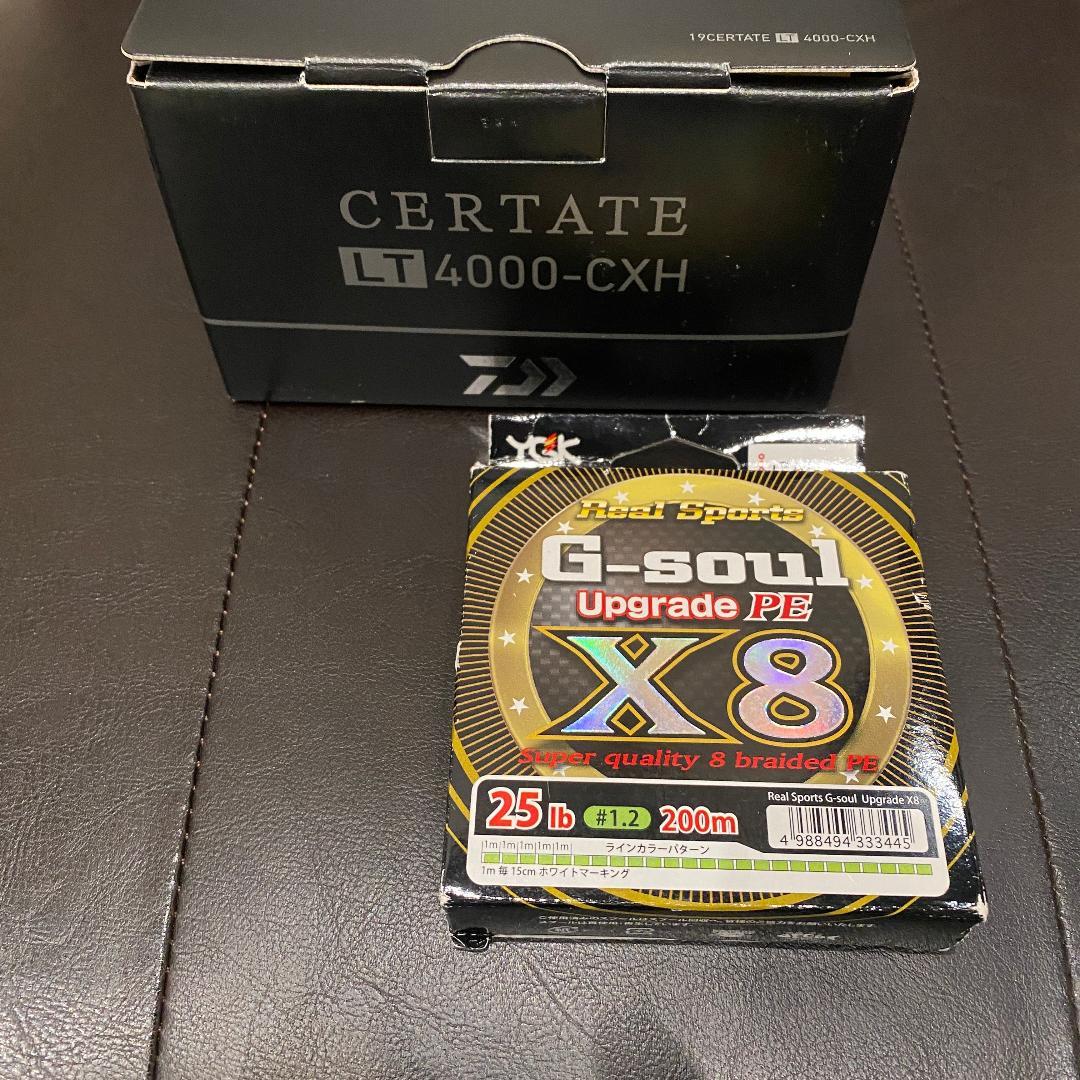 19CERTATE LT 4000-CXH
CERTATE
LT 4000-CXH
YGK
Real Sports
G-soul
Upgrade PE
X8
Super quality 8 braided PE
25 lb #1.2 200m
Real Sports G-soul Upgrade X8
4 988494 333445
1m 1m 1m 1m 1m
ラインカラーパターン
1m 毎 15cm ホワイトマーキング